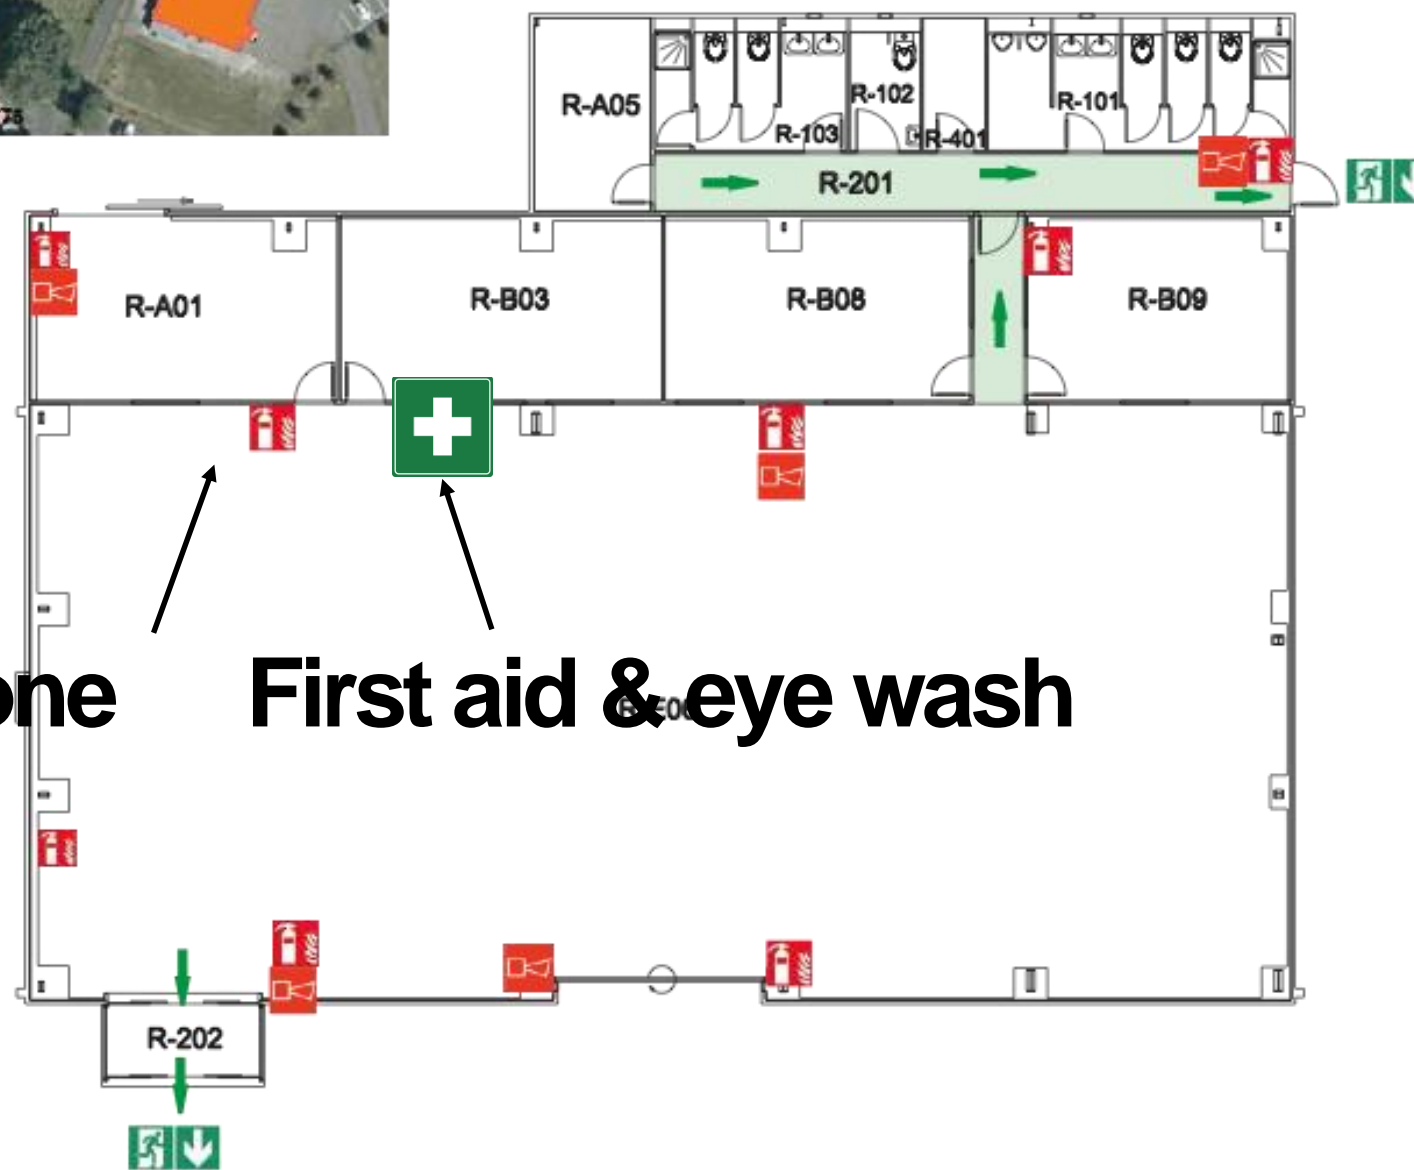 R-A05
R-102
R-103
R-401
R-101
R-201
R-A01
R-B03
R-B08
R-B09
one
First aid & eye wash
R-202